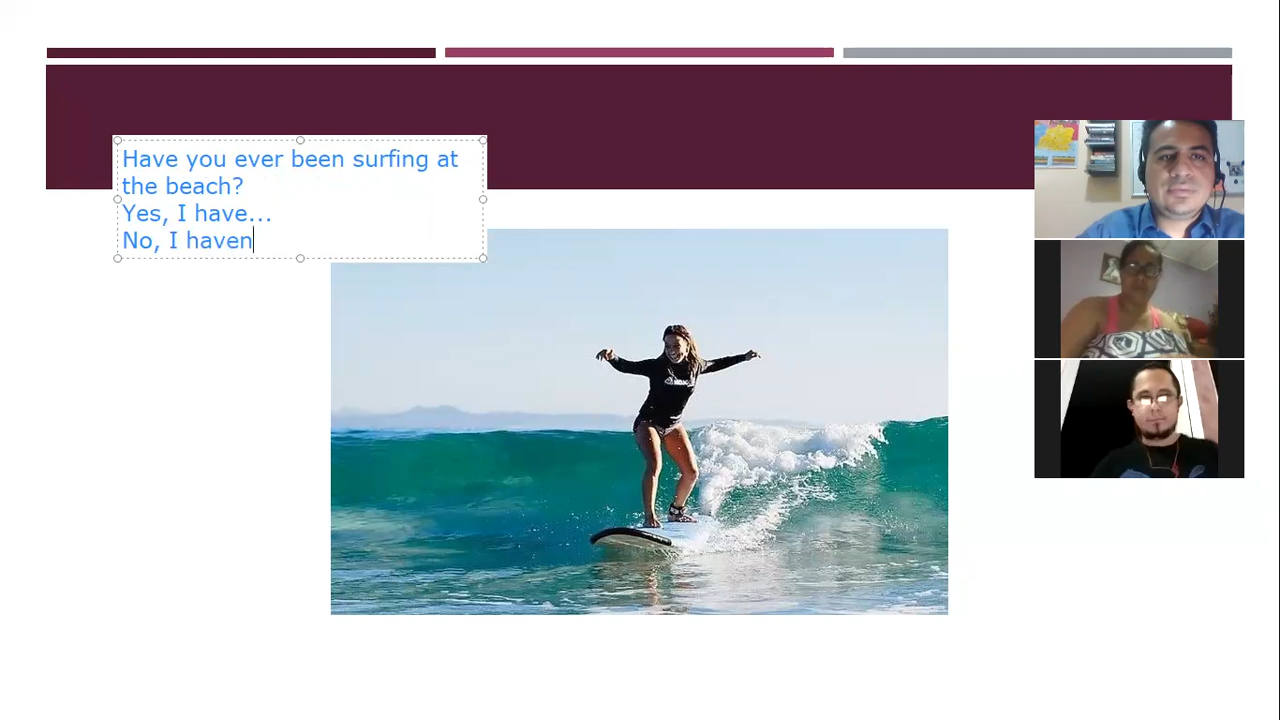 Have you ever been surfing at
the beach?
Yes, I have...
No, I haven